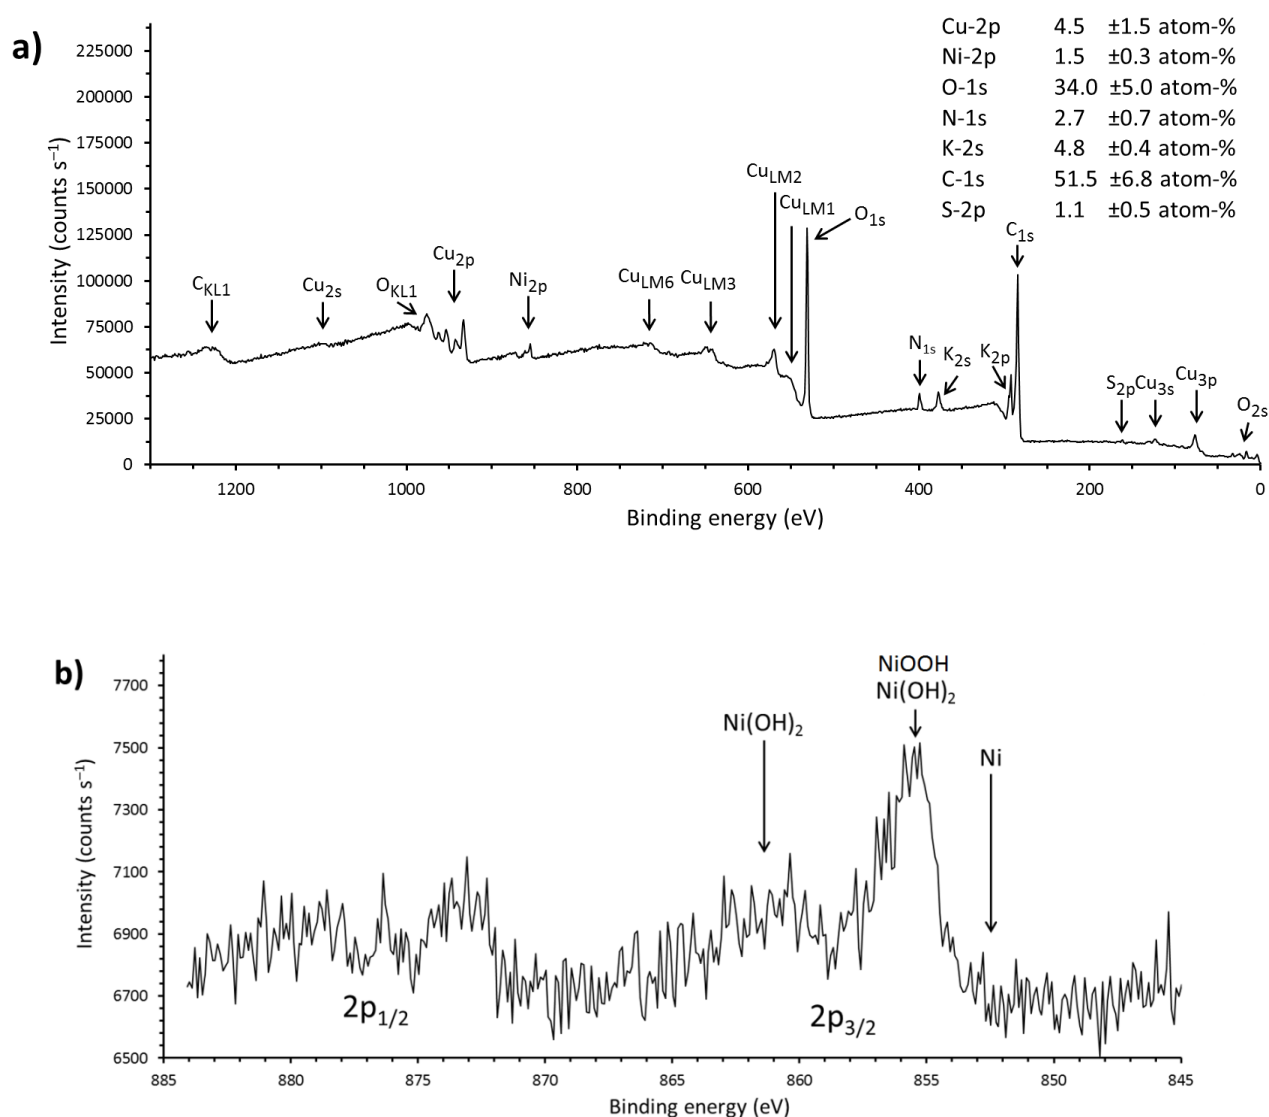 a)
Cu-2p 4.5 ±1.5 atom-%
Ni-2p 1.5 ±0.3 atom-%
O-1s 34.0 ±5.0 atom-%
N-1s 2.7 ±0.7 atom-%
K-2s 4.8 ±0.4 atom-%
C-1s 51.5 ±6.8 atom-%
S-2p 1.1 ±0.5 atom-%
Intensity (counts s⁻¹)
225000
200000
175000
150000
125000
100000
75000
50000
25000
0
C_KL1
Cu_2s
O_KL1
Cu_2p
Ni_2p
Cu_LM6
Cu_LM3
Cu_LM2
Cu_LM1
O_1s
N_1s
K_2s
K_2p
C_1s
S_2p
Cu_3s
Cu_3p
O_2s
1200 1000 800 600 400 200 0
Binding energy (eV)
b)
Intensity (counts s⁻¹)
7700
7500
7300
7100
6900
6700
6500
Ni(OH)₂
NiOOH
Ni(OH)₂
Ni
2p₁/₂
2p₃/₂
885 880 875 870 865 860 855 850 845
Binding energy (eV)